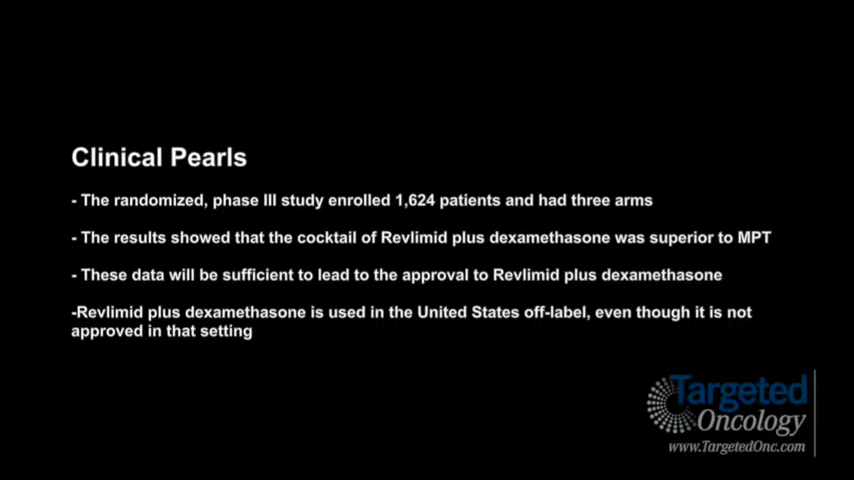 Clinical Pearls
- The randomized, phase III study enrolled 1,624 patients and had three arms
- The results showed that the cocktail of Revlimid plus dexamethasone was superior to MPT
- These data will be sufficient to lead to the approval to Revlimid plus dexamethasone
-Revlimid plus dexamethasone is used in the United States off-label, even though it is not
approved in that setting
Targeted
Oncology
www.TargetedOnc.com